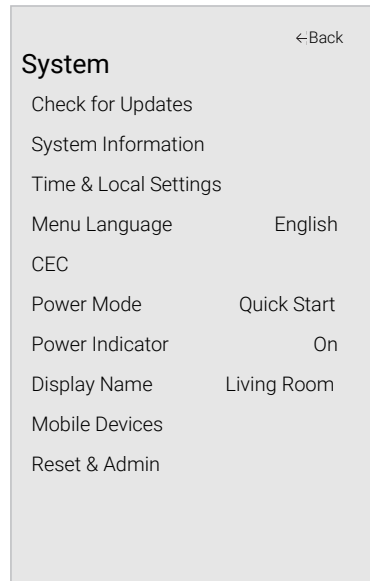 ←Back
System
Check for Updates
System Information
Time & Local Settings
Menu Language English
CEC
Power Mode Quick Start
Power Indicator On
Display Name Living Room
Mobile Devices
Reset & Admin